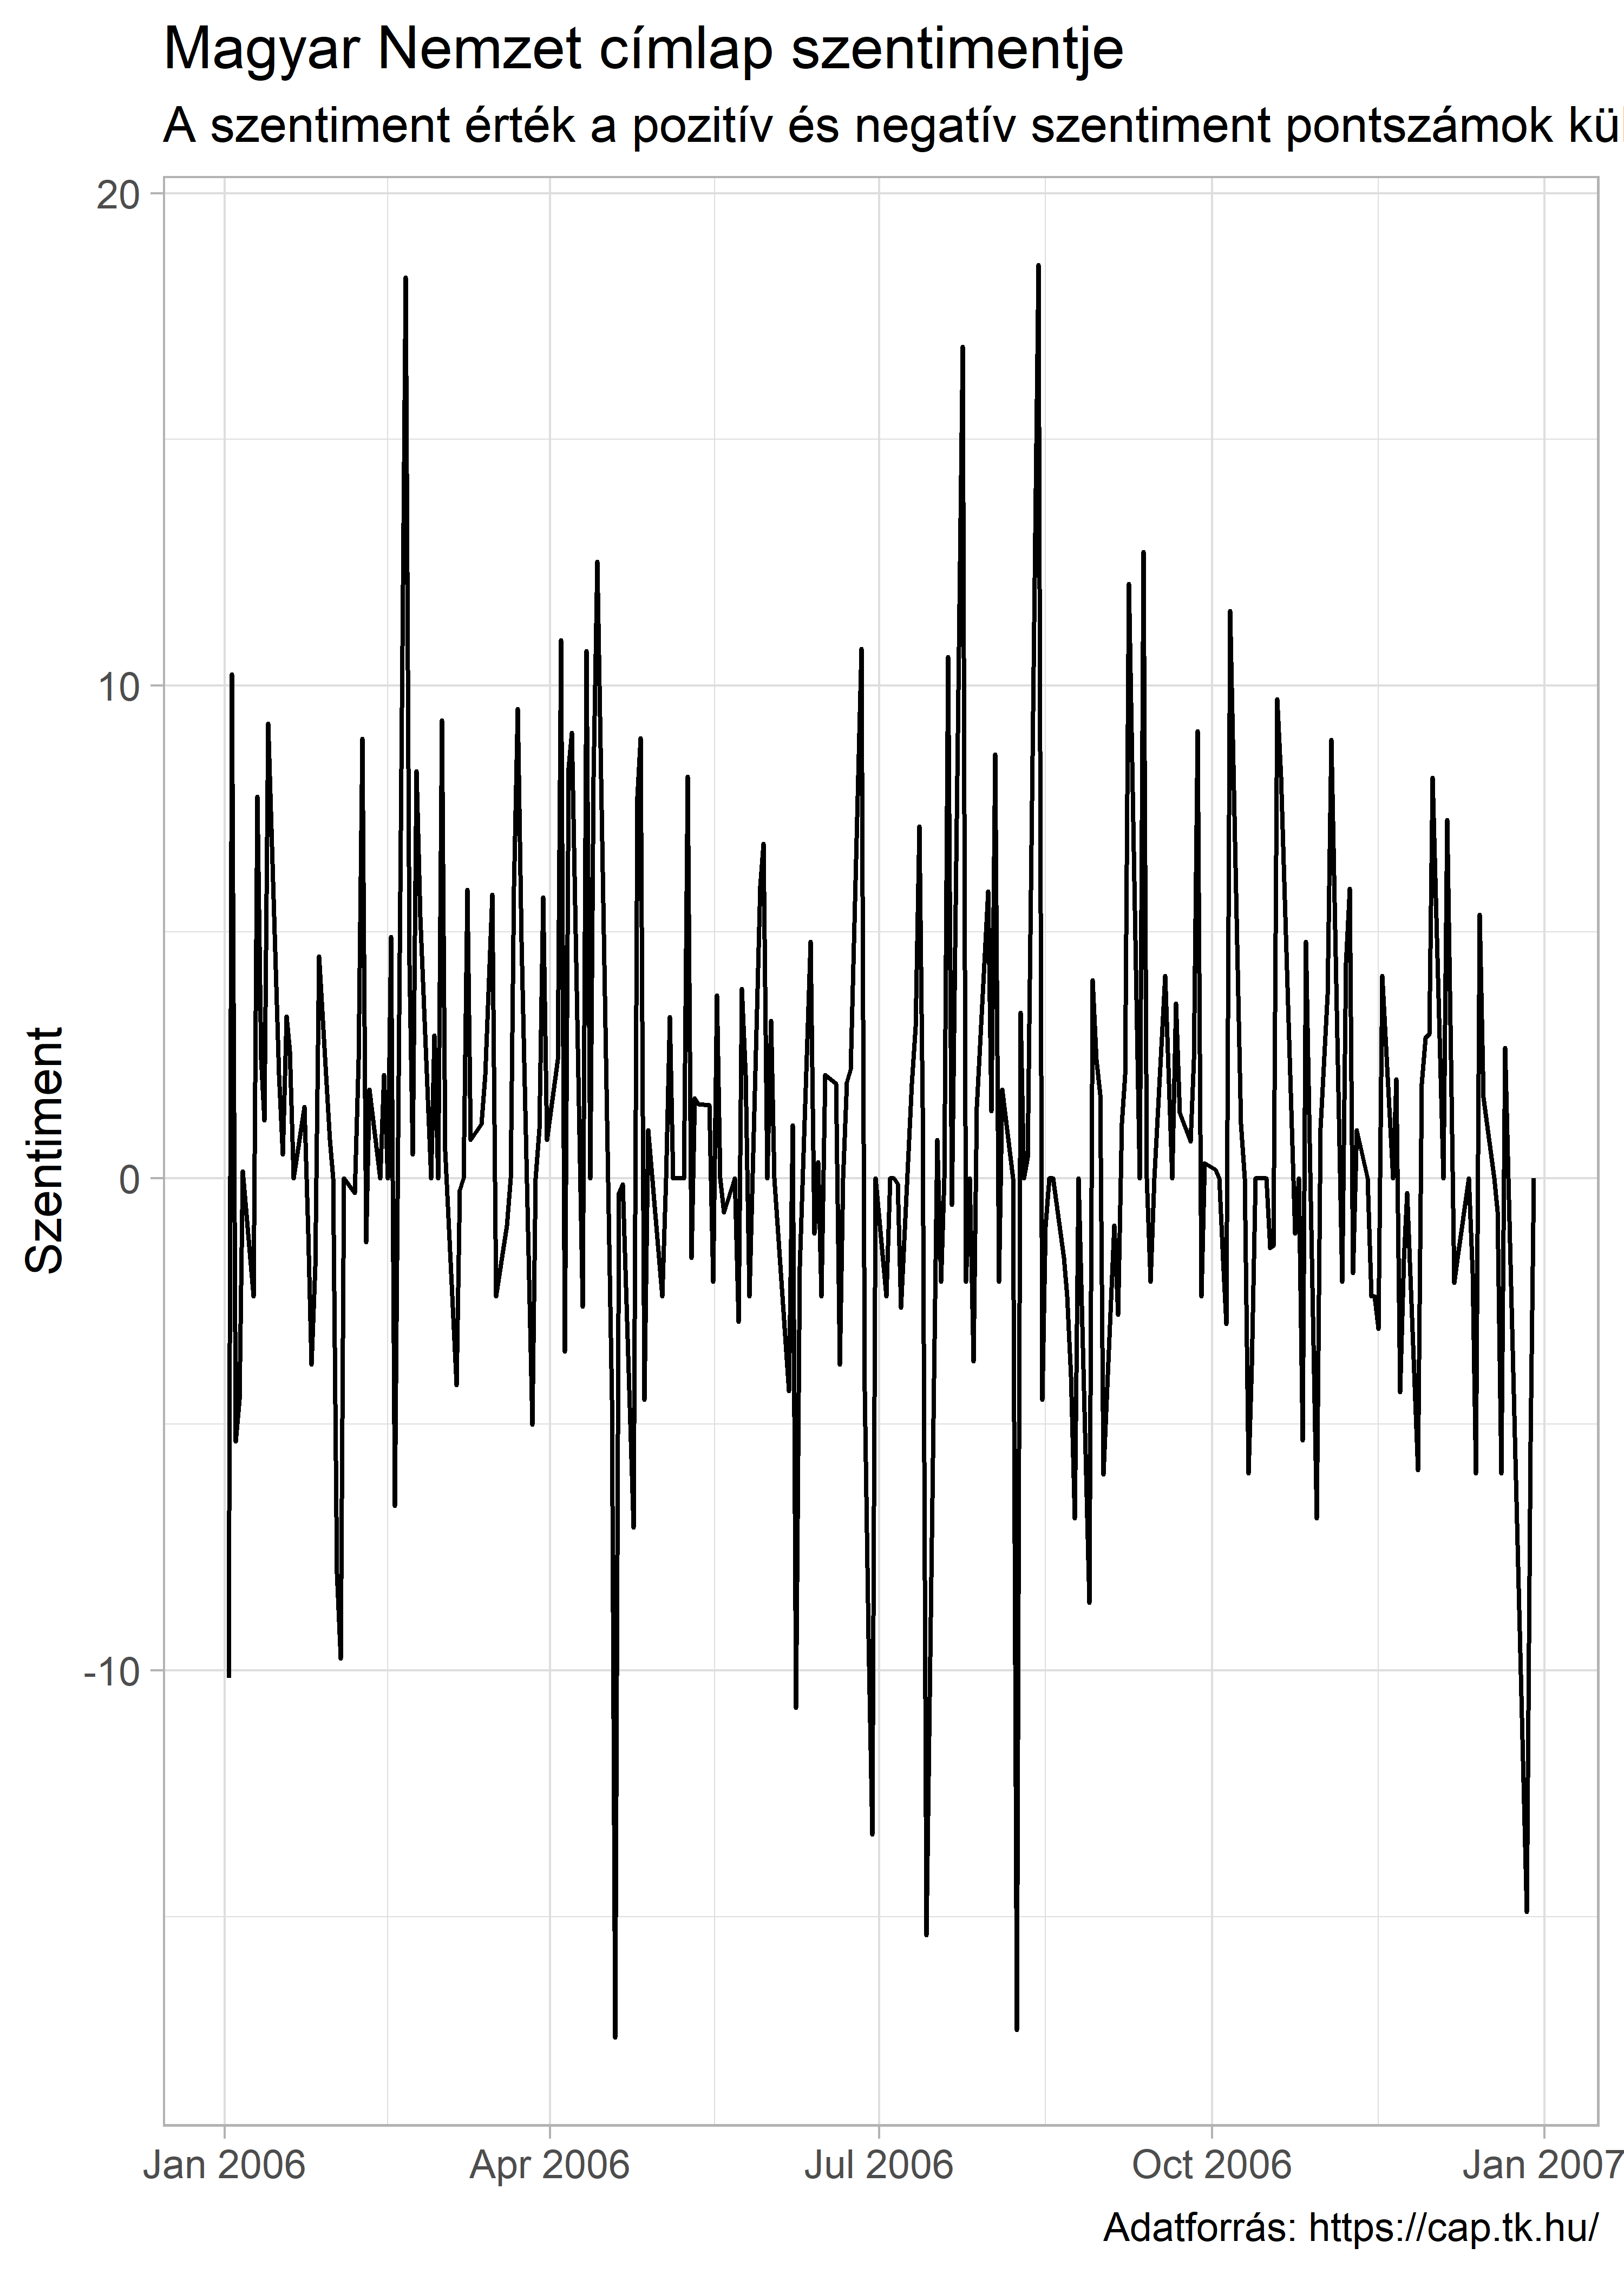 Magyar Nemzet címlap szentimentje
A szentiment érték a pozitív és negatív szentiment pontszámok
20
10
0
-10
Szentiment
Jan 2006 Apr 2006 Jul 2006 Oct 2006 Jan 2007
Adatforrás: https://cap.tk.hu/